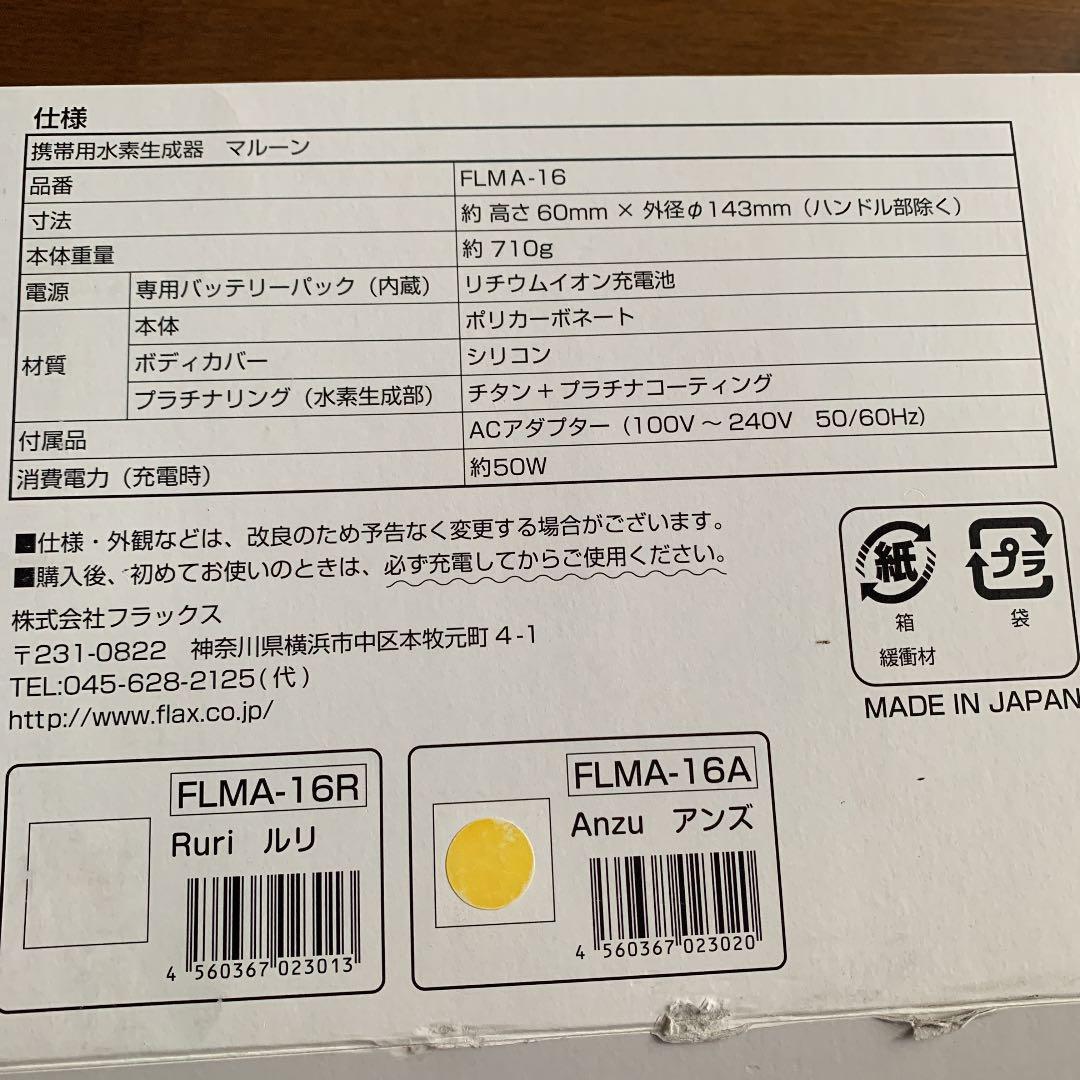 仕様
携帯用水素生成器　マルーン
品番 FLMA-16
寸法 約 高さ 60mm × 外径φ143mm（ハンドル部除く）
本体重量 約 710g
電源 専用バッテリーパック（内蔵） リチウムイオン充電池
材質 本体 ポリカーボネート
ボディカバー シリコン
プラチナリング（水素生成部） チタン＋プラチナコーティング
付属品 ACアダプター（100V～240V　50/60Hz）
消費電力（充電時） 約50W
■仕様・外観などは、改良のため予告なく変更する場合がございます。
■購入後、初めてお使いのときは、必ず充電してからご使用ください。
株式会社フラックス
〒231-0822　神奈川県横浜市中区本牧元町 4-1
TEL:045-628-2125(代)
http://www.flax.co.jp/
紙 プラ
箱 袋
緩衝材
MADE IN JAPAN
FLMA-16R
Ruri　ルリ
4 560367 023013
FLMA-16A
Anzu　アンズ
4 560367 023020